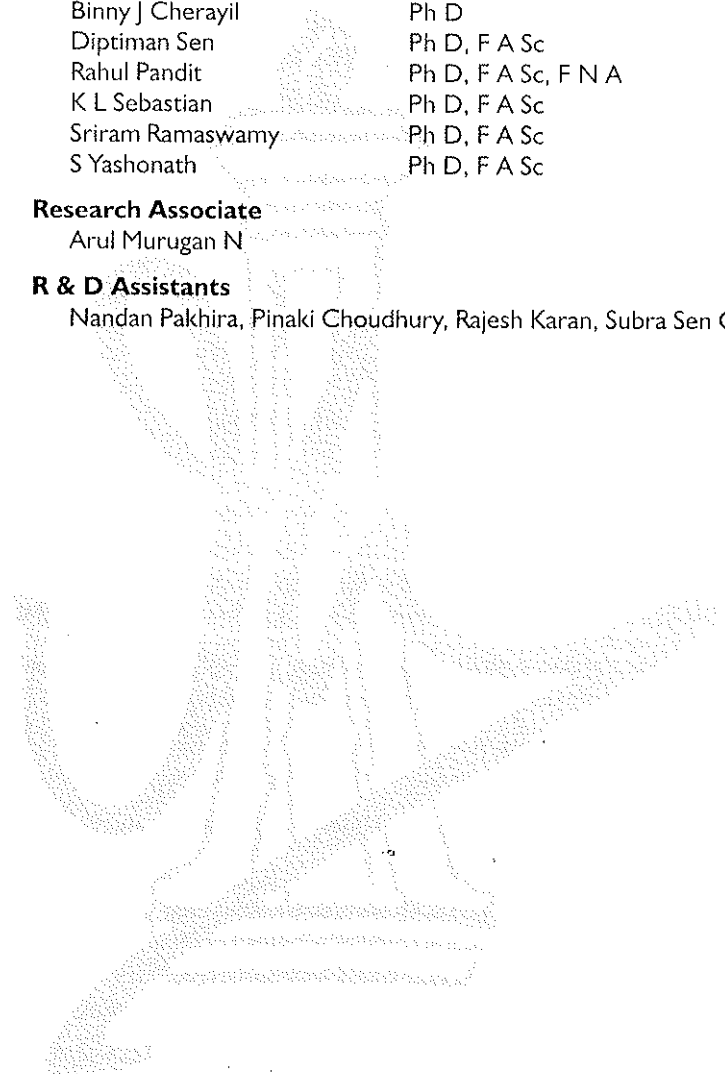 Binny J Cherayil Ph D
Diptiman Sen Ph D, F A Sc
Rahul Pandit Ph D, F A Sc, F N A
K L Sebastian Ph D, F A Sc
Sriram Ramaswamy Ph D, F A Sc
S Yashonath Ph D, F A Sc
Research Associate
Arul Murugan N
R & D Assistants
Nandan Pakhira, Pinaki Choudhury, Rajesh Karan, Subra Sen